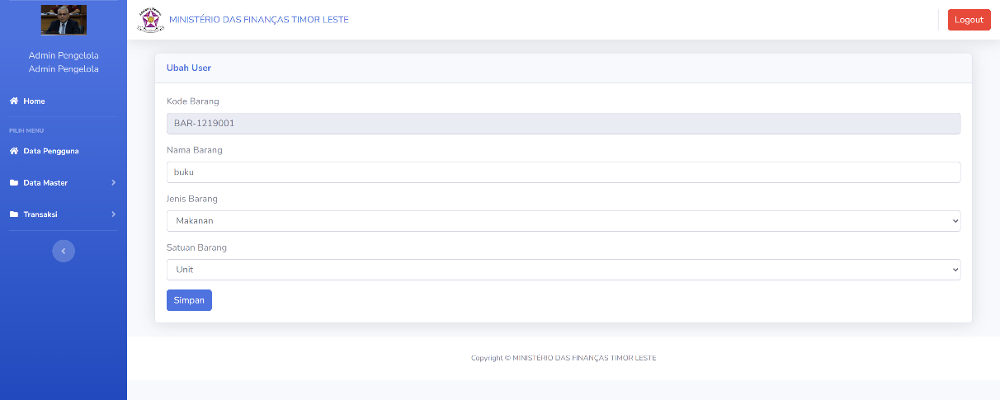 Admin Pengelola
Admin Pengelola
Home
PILIH MENU
Data Pengguna
Data Master
Transaksi
MINISTÉRIO DAS FINANÇAS TIMOR LESTE
Logout
Ubah User
Kode Barang
BAR-1219001
Nama Barang
buku
Jenis Barang
Makanan
Satuan Barang
Unit
Simpan
Copyright © MINISTÉRIO DAS FINANÇAS TIMOR LESTE